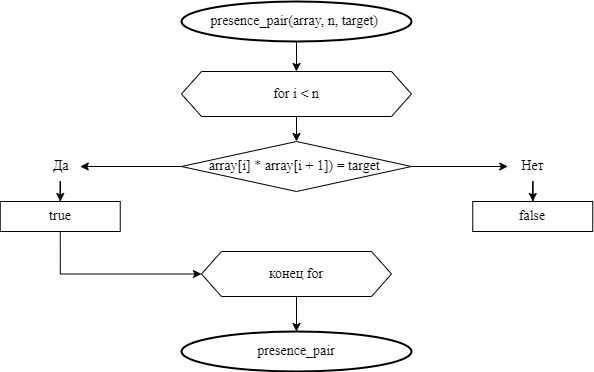 presence_pair(array, n, target)
for i < n
array[i] * array[i + 1]) = target
Да
Нет
true
false
конец for
presence_pair